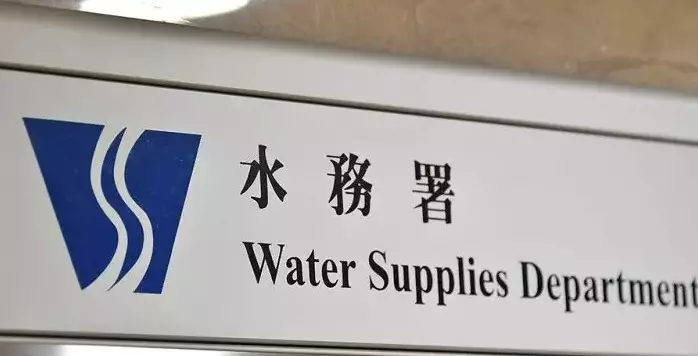 水務署
Water Supplies Department